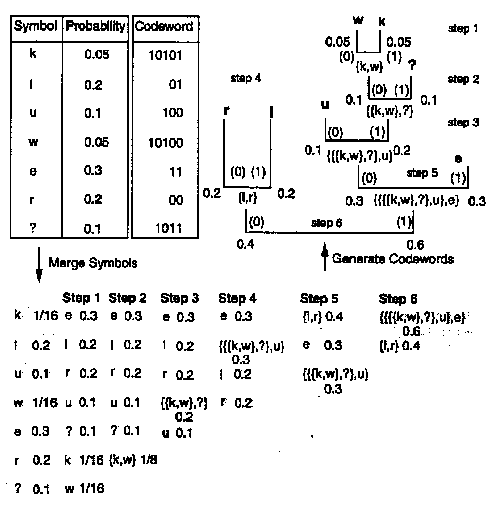 Symbol Probability Codeword
k 0.05 10101
l 0.2 01
u 0.1 100
w 0.05 10100
e 0.3 11
r 0.2 00
? 0.1 1011
w k step 1
0.05 0.05
(0) (1)
{k,w} ? step 2
step 4
(0) (1)
0.1 0.1
r l u {{k,w},?} step 3
(0) (1)
0.1 0.2
{{{k,w},?},u} e
(0) (1) (0) step 5 (1)
0.2 0.2 0.3 0.3
{l,r} {{{{k,w},?},u},e}
(0) step 6 (1)
0.4 0.6
Merge Symbols Generate Codewords
Step 1 Step 2 Step 3 Step 4 Step 5 Step 6
k 1/16 e 0.3 e 0.3 e 0.3 e 0.3 {l,r} 0.4 {{{{k,w},?},u},e}
0.6
l 0.2 l 0.2 l 0.2 l 0.2 {{{k,w},?},u} e 0.3 {l,r} 0.4
0.3
u 0.1 r 0.2 r 0.2 r 0.2 l 0.2 {{{k,w},?},u}
0.3
w 1/16 u 0.1 u 0.1 {{k,w},?} r 0.2
0.2
e 0.3 ? 0.1 ? 0.1 u 0.1
r 0.2 k 1/16 {k,w} 1/8
? 0.1 w 1/16